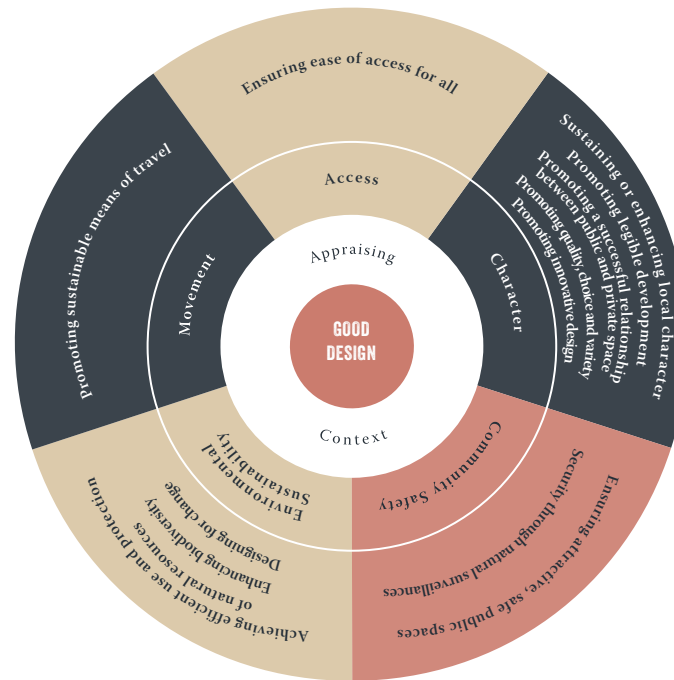 GOOD
DESIGN
Appraising
Context
Access
Ensuring ease of access for all
Character
Sustaining or enhancing local character
Promoting legible development
Promoting a successful relationship
between public and private space
Promoting quality, choice and variety
Promoting innovative design
Community Safety
Ensuring attractive, safe public spaces
Security through natural surveillances
Environmental
Sustainability
Achieving efficient use and protection
of natural resources
Enhancing biodiversity
Designing for change
Movement
Promoting sustainable means of travel